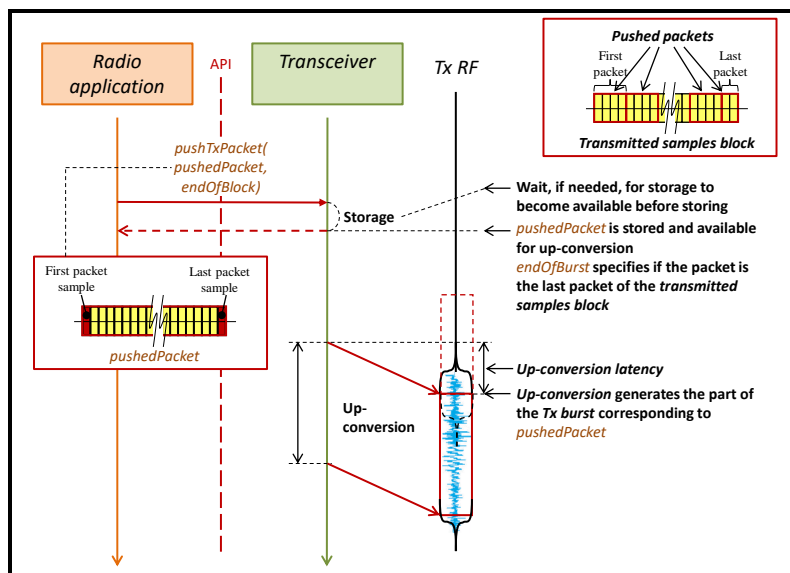 Radio
application
API
Transceiver
Tx RF
Pushed packets
First
packet
Last
packet
Transmitted samples block
pushTxPacket(
pushedPacket,
endOfBlock)
Storage
Wait, if needed, for storage to
become available before storing
pushedPacket is stored and available
for up-conversion
endOfBurst specifies if the packet is
the last packet of the transmitted
samples block
First packet
sample
Last packet
sample
pushedPacket
Up-conversion latency
Up-conversion generates the part of
the Tx burst corresponding to
pushedPacket
Up-
conversion